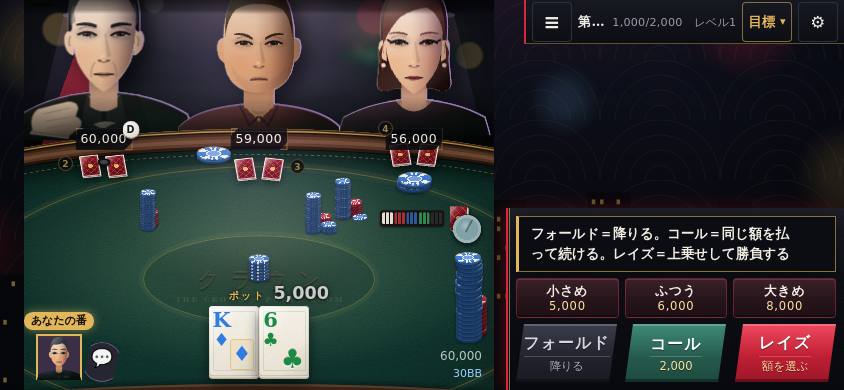 第… 1,000/2,000 レベル1 目標 ▾
60,000 D
59,000
4
56,000
2
3
ポット 5,000
あなたの番
K
6
60,000
30BB
フォールド＝降りる。コール＝同じ額を払
って続ける。レイズ＝上乗せして勝負する
小さめ
5,000
ふつう
6,000
大きめ
8,000
フォールド
降りる
コール
2,000
レイズ
額を選ぶ